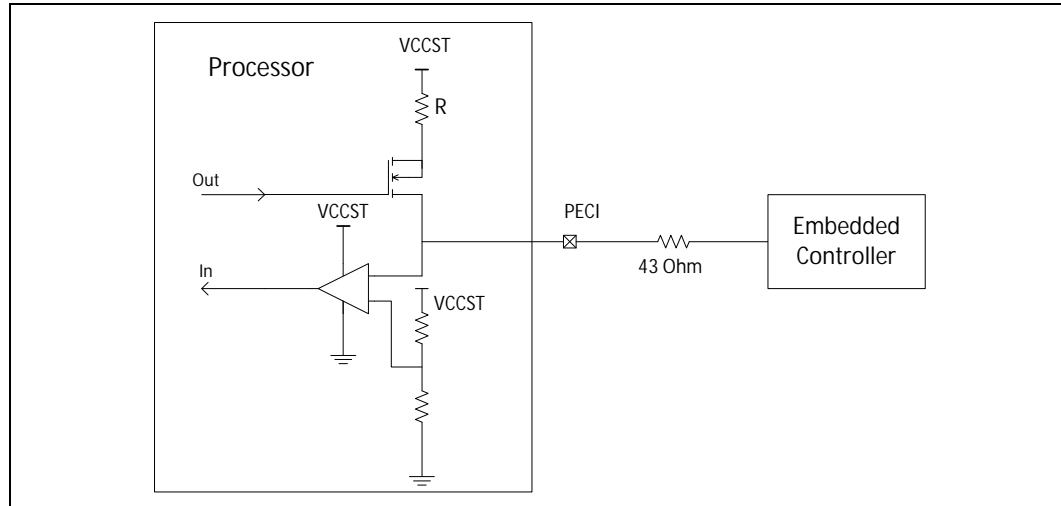 VCCST
Processor
R
Out
VCCST
PECI
Embedded
Controller
In
43 Ohm
VCCST